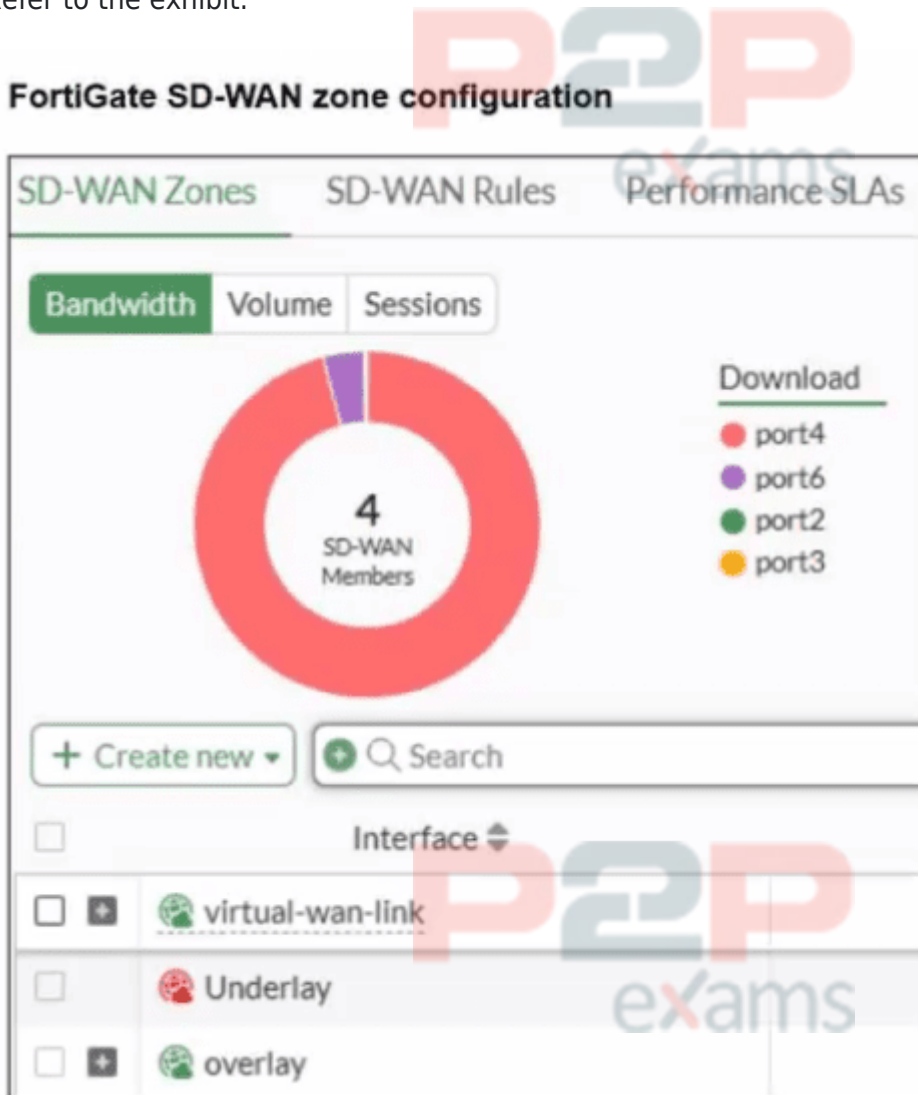 efer to the exhibit.
P2P
exams
FortiGate SD-WAN zone configuration
SD-WAN Zones SD-WAN Rules Performance SLAs
Bandwidth Volume Sessions
Download
port4
port6
port2
port3
4
SD-WAN
Members
+ Create new Search
Interface
virtual-wan-link
Underlay
overlay
P2P
exams